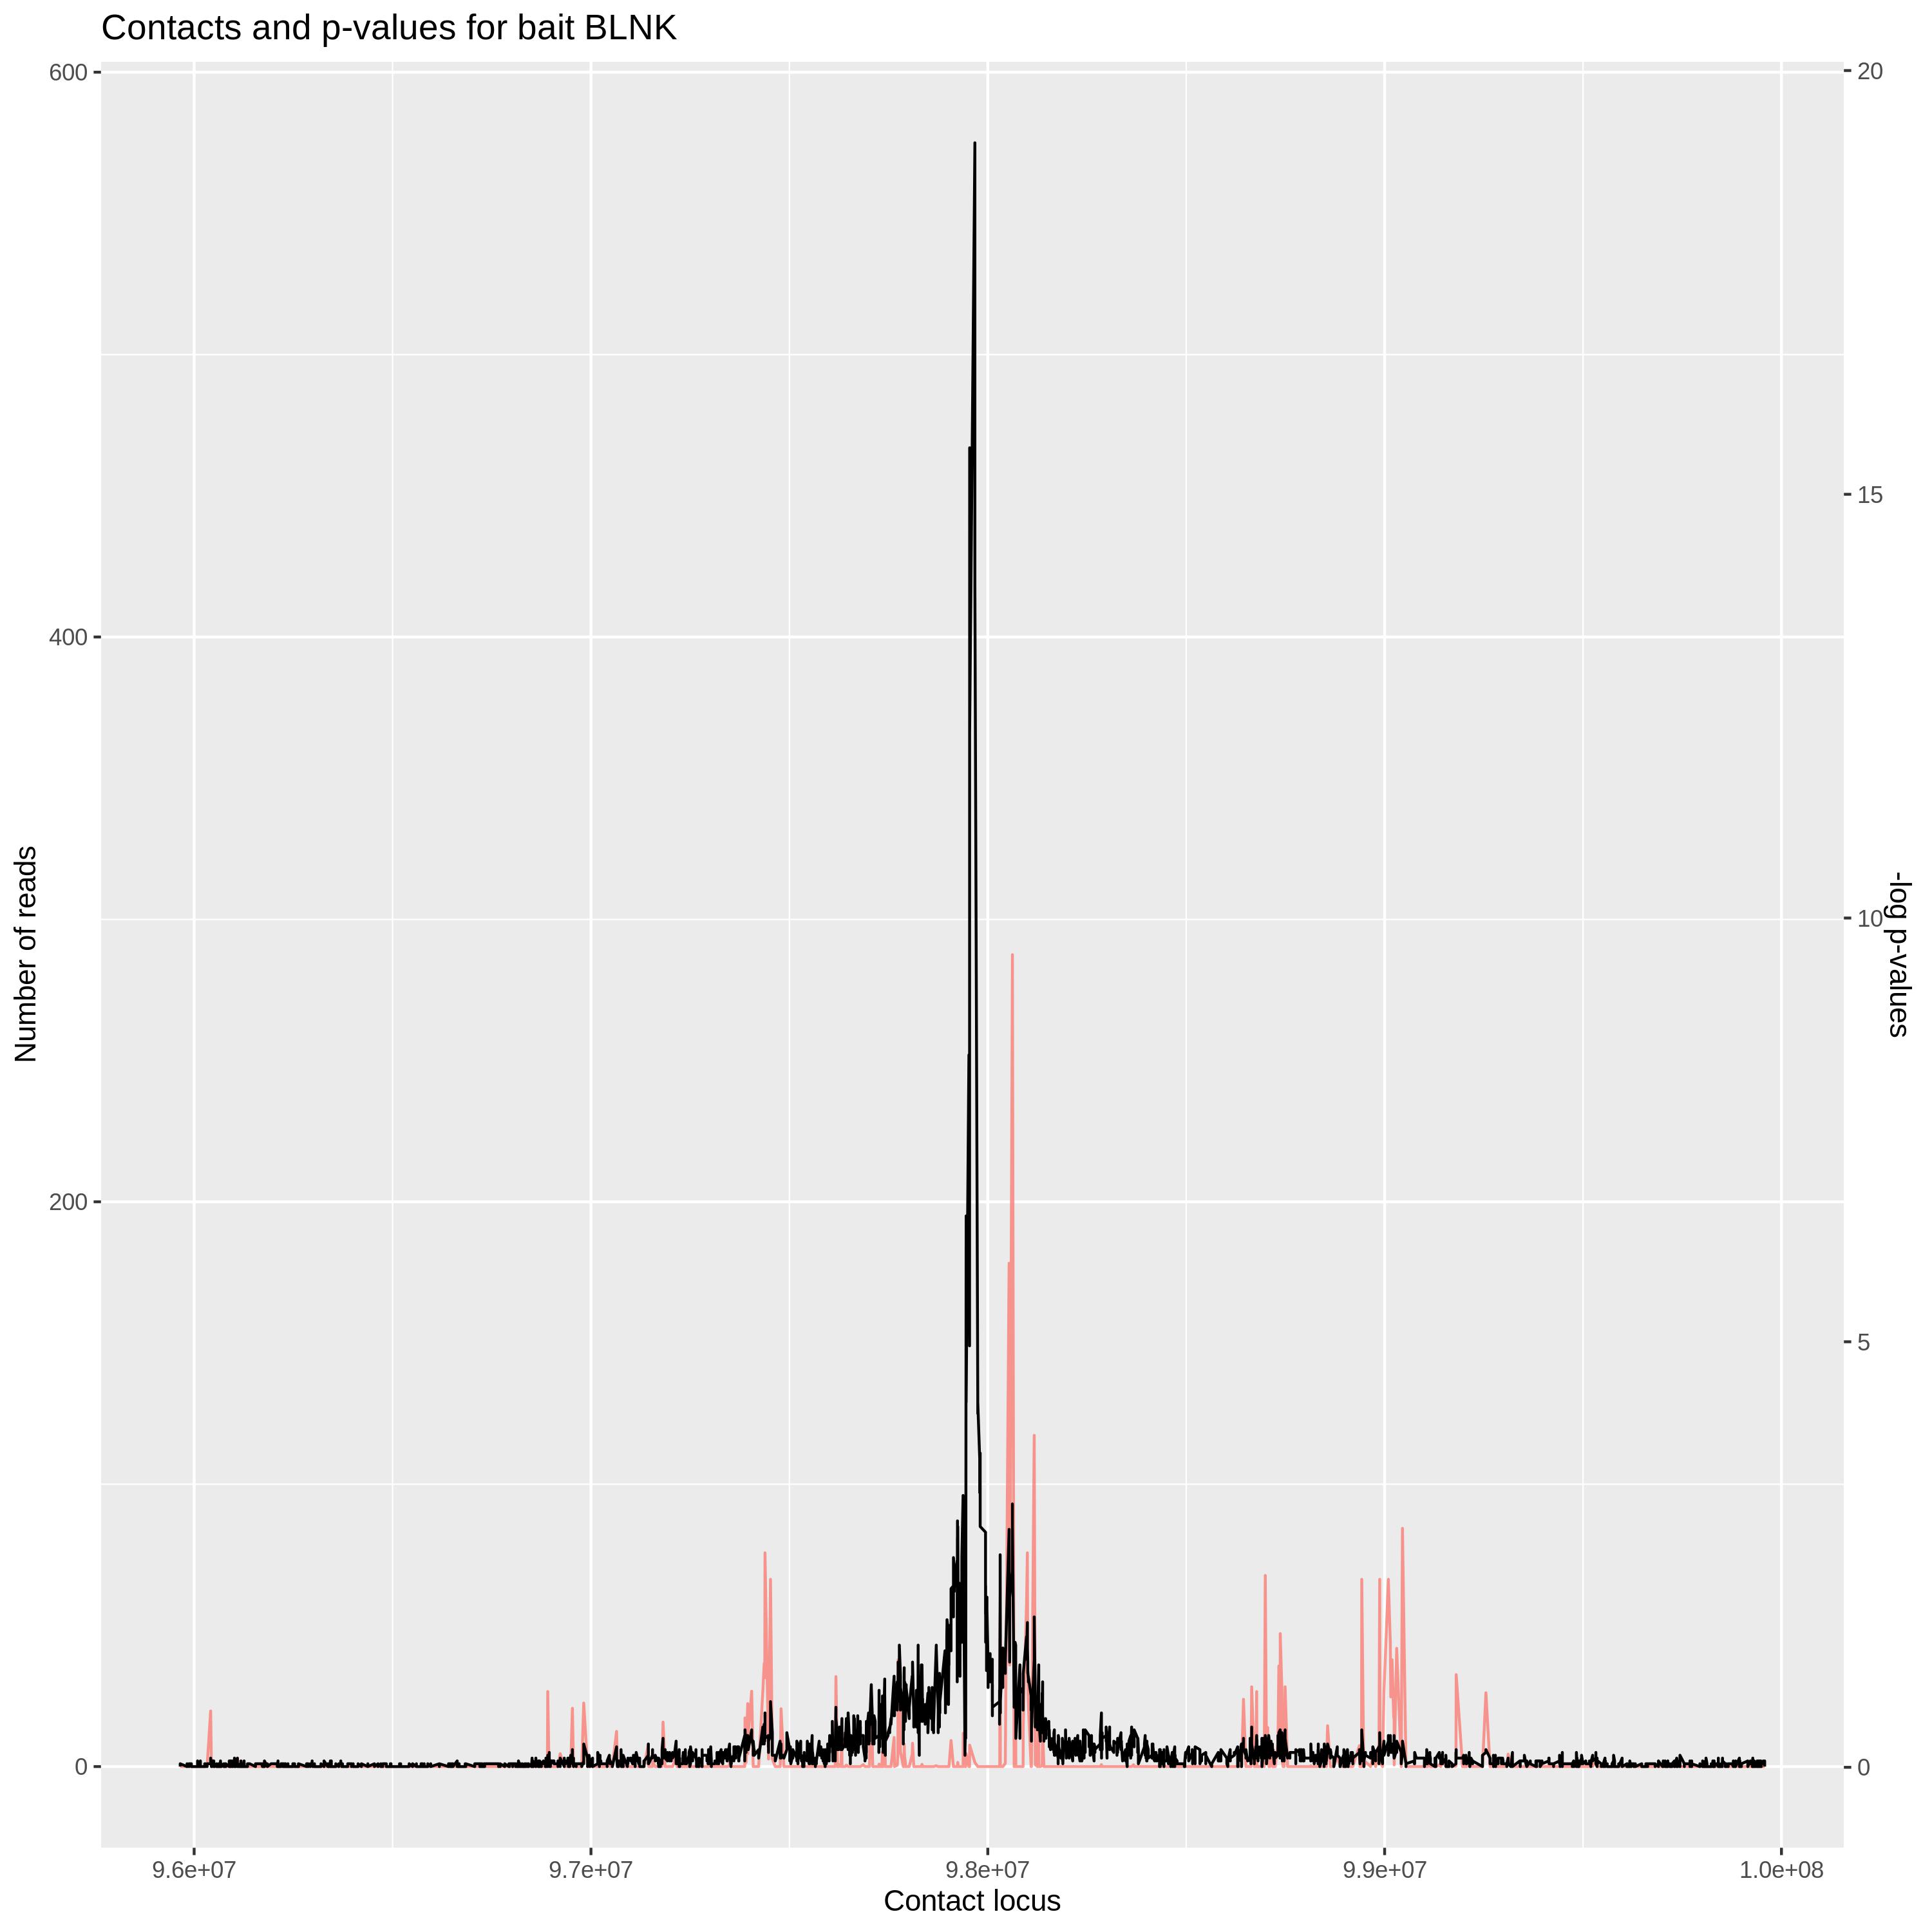 Contacts and p-values for bait BLNK
600
400
200
0
Number of reads
20
15
10
5
0
-log p-values
9.6e+07 9.7e+07 9.8e+07 9.9e+07 1.0e+08
Contact locus